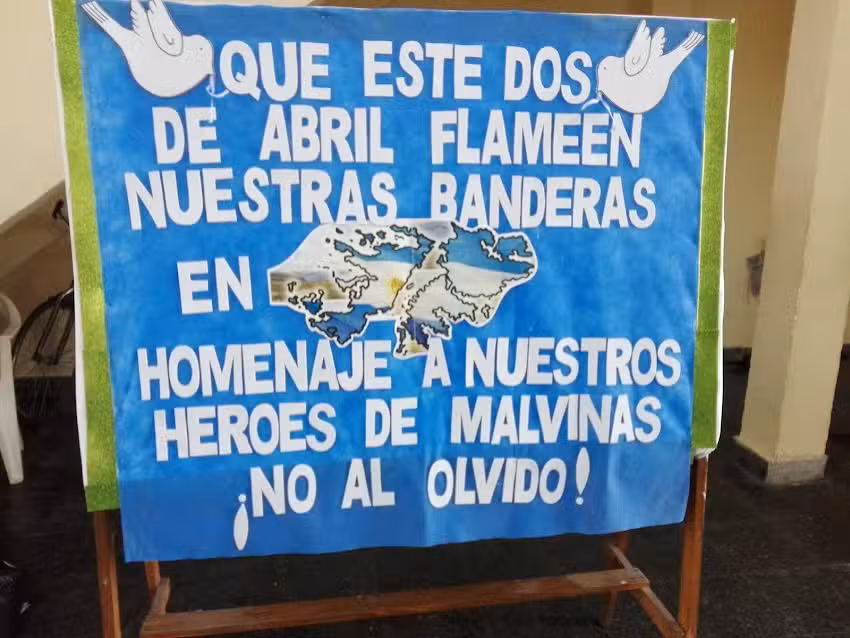 QUE ESTE DOS
DE ABRIL FLAMEEN
NUESTRAS BANDERAS
EN
HOMENAJE A NUESTROS
HEROES DE MALVINAS
¡NO AL OLVIDO!